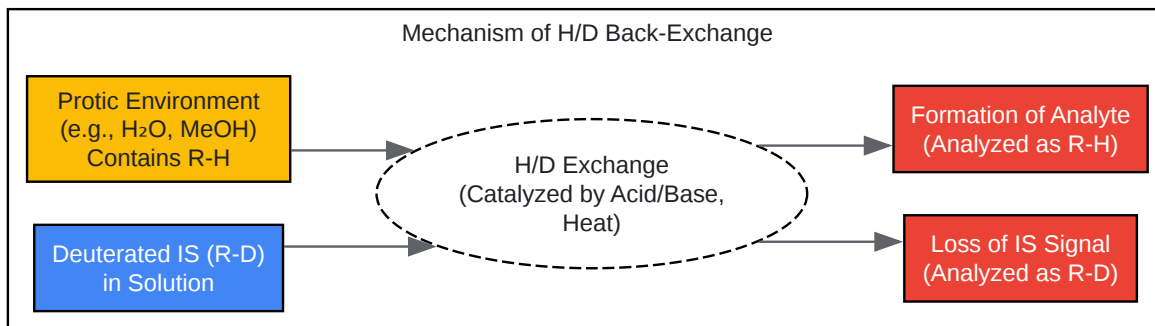 Mechanism of H/D Back-Exchange
Protic Environment
(e.g., H₂O, MeOH)
Contains R-H
Deuterated IS (R-D)
in Solution
H/D Exchange
(Catalyzed by Acid/Base,
Heat)
Formation of Analyte
(Analyzed as R-H)
Loss of IS Signal
(Analyzed as R-D)